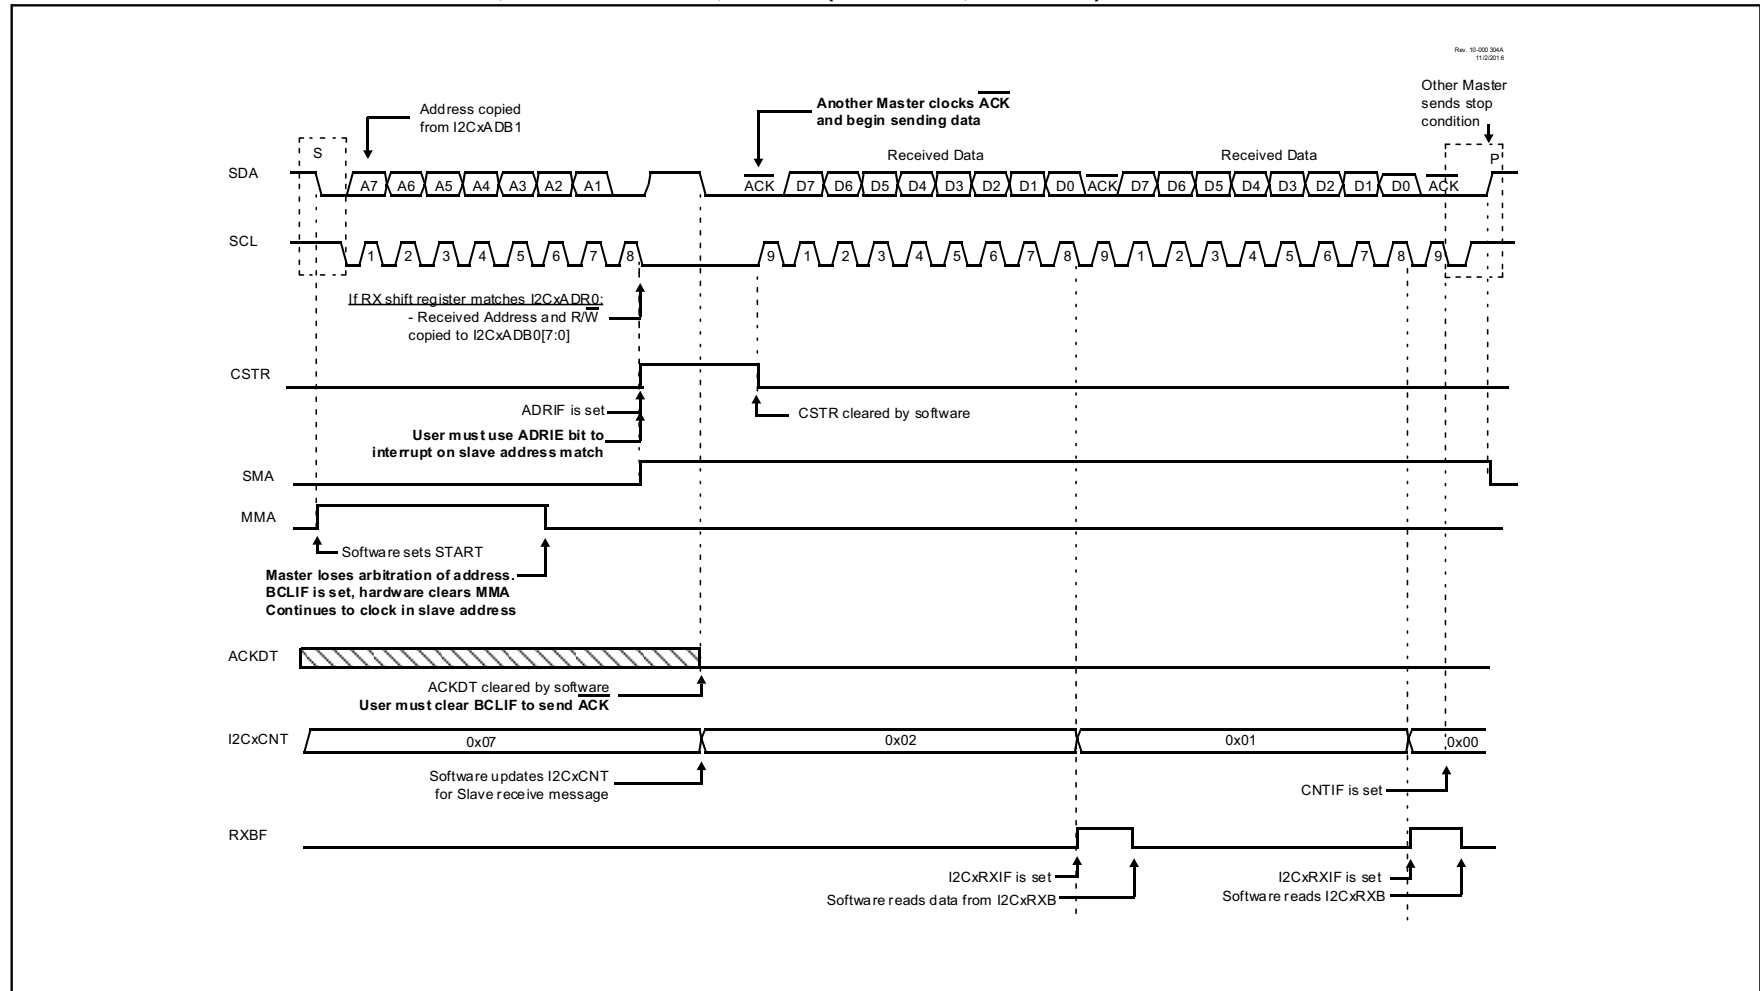 Rev. 10-000 304A
11/2/2016
Other Master
sends stop
condition
Address copied
from I2CxADB1
Another Master clocks ACK
and begin sending data
S
Received Data
Received Data
P
SDA
A7 A6 A5 A4 A3 A2 A1 ACK D7 D6 D5 D4 D3 D2 D1 D0 ACK D7 D6 D5 D4 D3 D2 D1 D0 ACK
SCL
1 2 3 4 5 6 7 8 9 1 2 3 4 5 6 7 8 9 1 2 3 4 5 6 7 8 9
If RX shift register matches I2CxADR0:
- Received Address and R/W
copied to I2CxADB0[7:0]
CSTR
ADRIF is set
CSTR cleared by software
User must use ADRIE bit to
interrupt on slave address match
SMA
MMA
Software sets START
Master loses arbitration of address.
BCLIF is set, hardware clears MMA
Continues to clock in slave address
ACKDT
ACKDT cleared by software
User must clear BCLIF to send ACK
I2CxCNT
0x07 0x02 0x01 0x00
Software updates I2CxCNT
for Slave receive message
CNTIF is set
RXBF
I2CxRXIF is set
Software reads data from I2CxRXB
I2CxRXIF is set
Software reads I2CxRXB